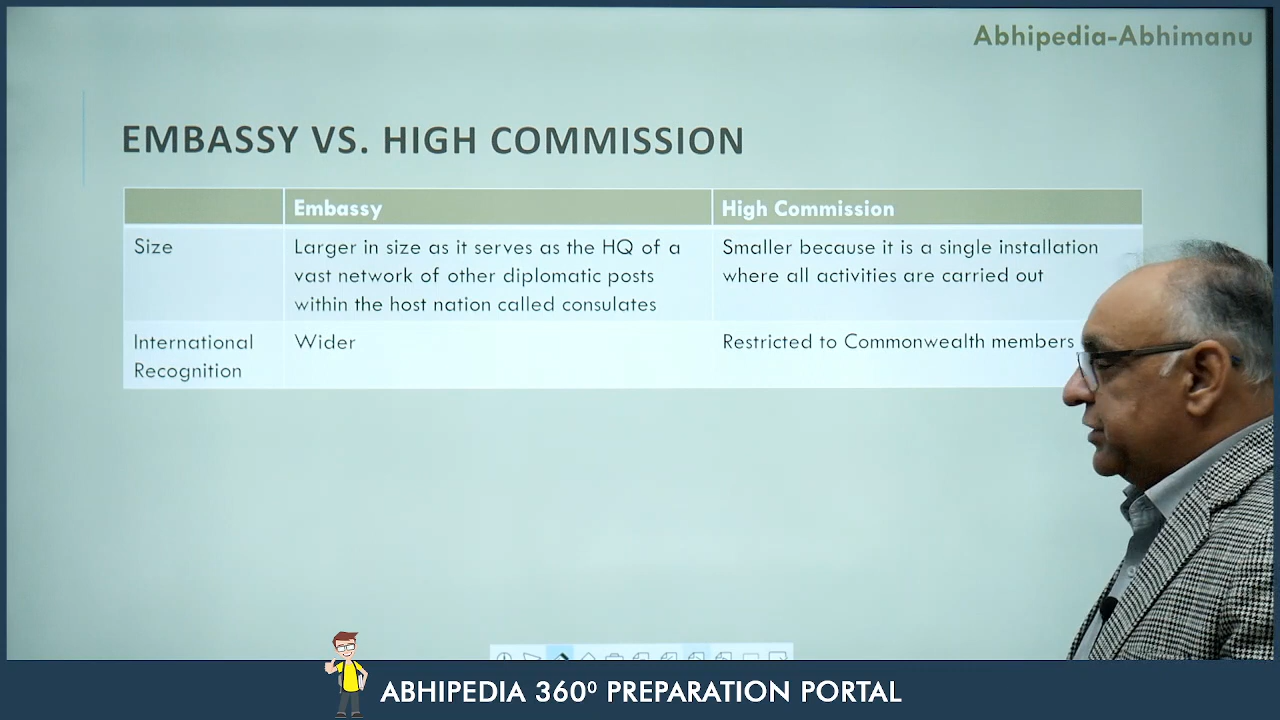 Abhipedia-Abhimanu
EMBASSY VS. HIGH COMMISSION
Embassy
High Commission
Size
Larger in size as it serves as the HQ of a
vast network of other diplomatic posts
within the host nation called consulates
Smaller because it is a single installation
where all activities are carried out
International
Recognition
Wider
Restricted to Commonwealth members
ABHIPEDIA 360⁰ PREPARATION PORTAL